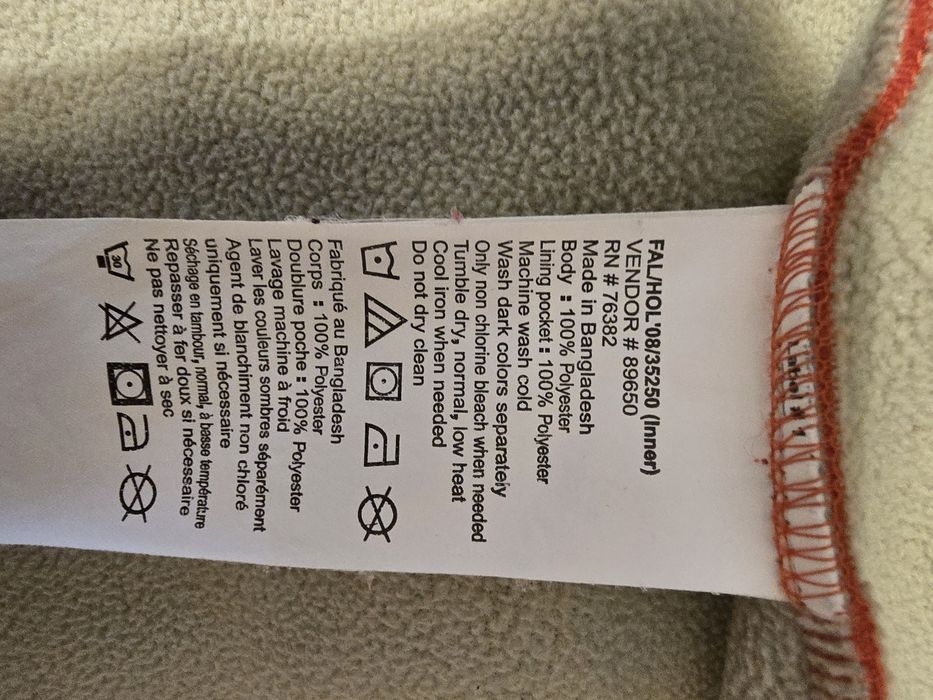 Label # 1
FAL/HOL'08/35250 (Inner)
VENDOR # 89650
RN # 76382
Made in Bangladesh
Body : 100% Polyester
Lining pocket : 100% Polyester
Machine wash cold
Wash dark colors separately
Only non chlorine bleach when needed
Tumble dry, normal, low heat
Cool iron when needed
Do not dry clean
Fabriqué au Bangladesh
Corps : 100% Polyester
Doublure poche : 100% Polyester
Lavage machine à froid
Laver les couleurs sombres séparément
Agent de blanchiment non chloré
uniquement si nécessaire
Séchage en tambour, normal, à basse température
Repasser à fer doux si nécessaire
Ne pas nettoyer à sec
30